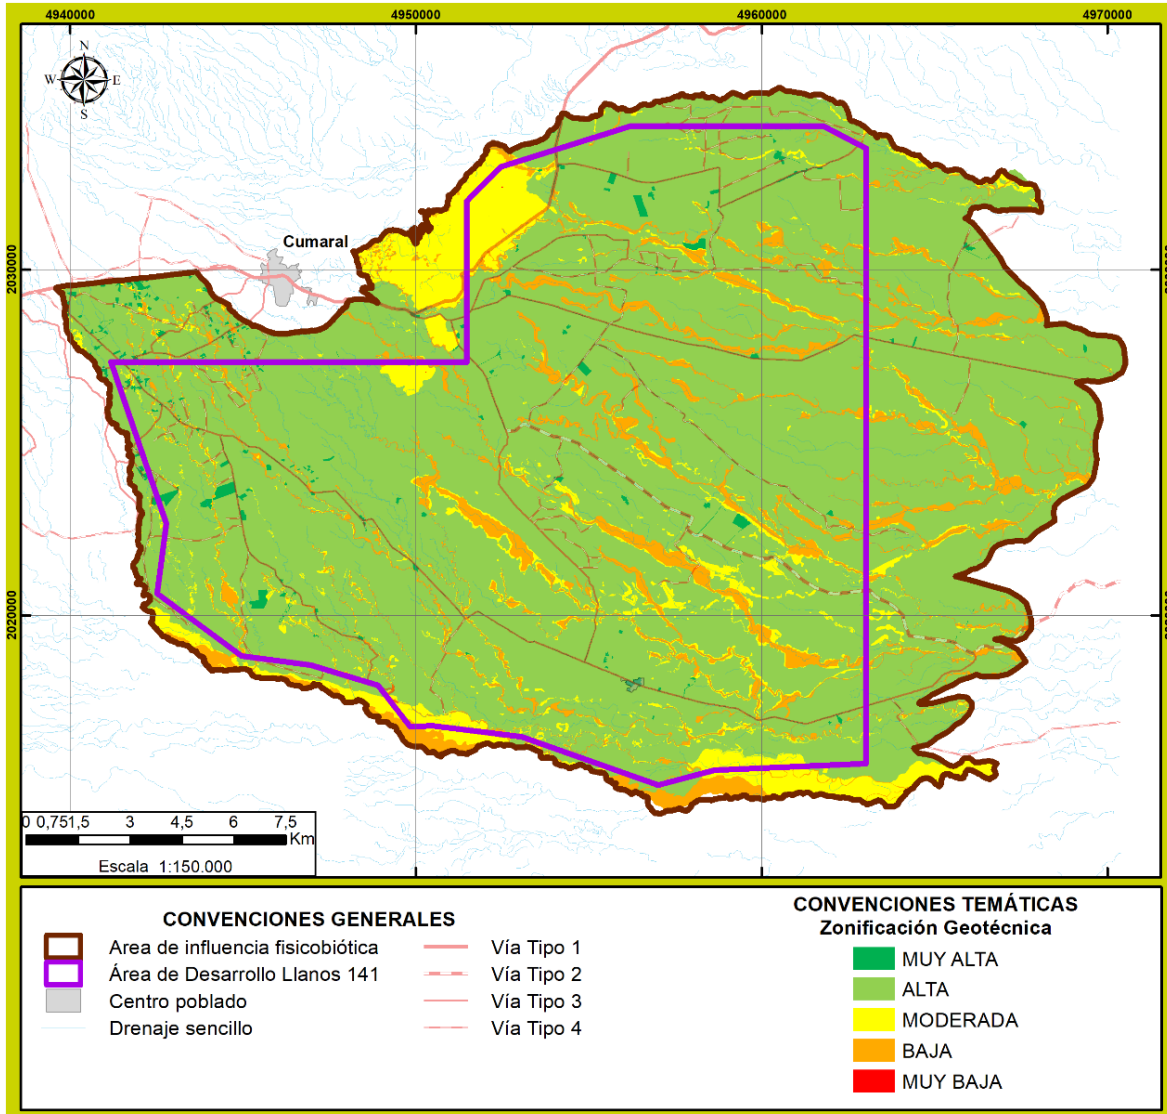 4940000 4950000 4960000 4970000
N
W E
S
Cumaral
2030000
2020000
0 0,75 1,5 3 4,5 6 7,5
Km
Escala 1:150.000
CONVENCIONES GENERALES
Area de influencia fisicobiótica
Área de Desarrollo Llanos 141
Centro poblado
Drenaje sencillo
Vía Tipo 1
Vía Tipo 2
Vía Tipo 3
Vía Tipo 4
CONVENCIONES TEMÁTICAS
Zonificación Geotécnica
MUY ALTA
ALTA
MODERADA
BAJA
MUY BAJA